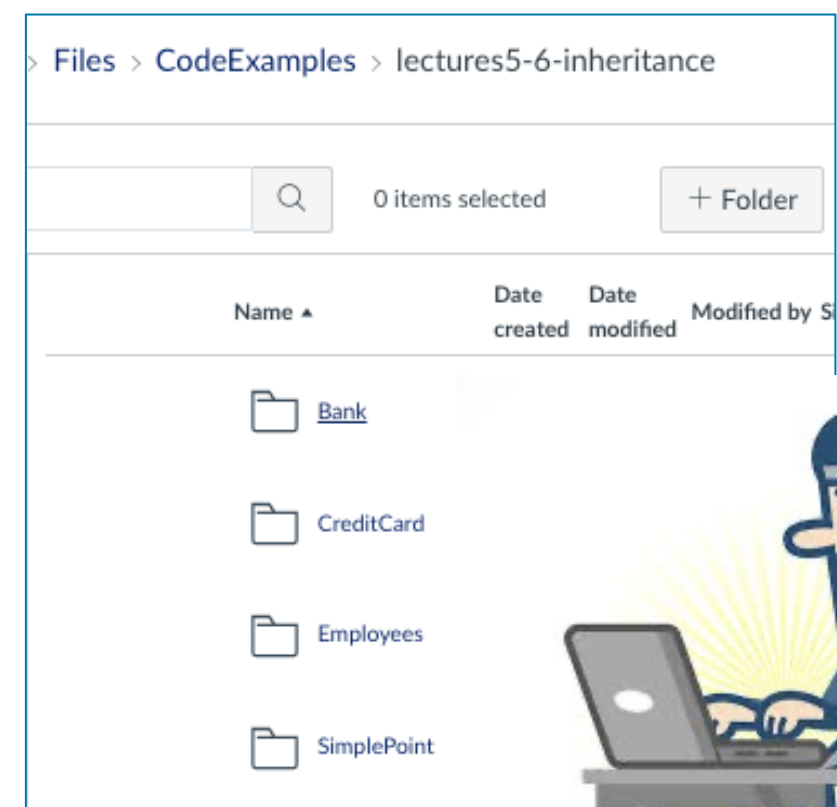 > Files > CodeExamples > lectures5-6-inheritance
0 items selected
+ Folder
Name ▲ Date created Date modified Modified by Si
Bank
CreditCard
Employees
SimplePoint